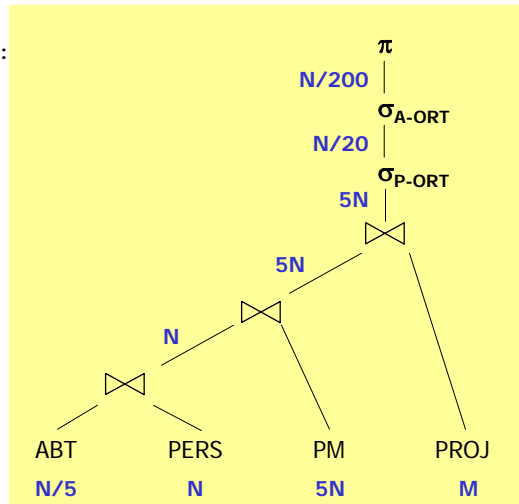 :
π
N/200
σA-ORT
N/20
σP-ORT
5N
5N
N
ABT PERS PM PROJ
N/5 N 5N M